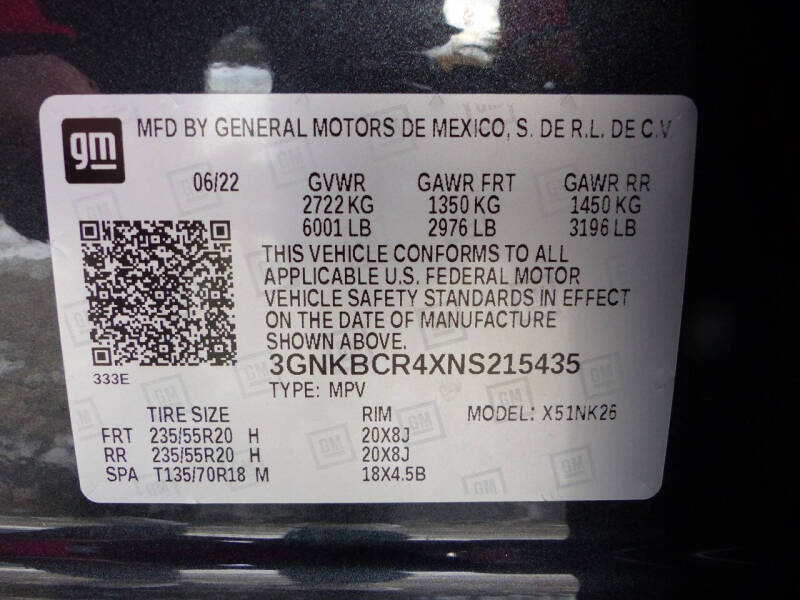 gm MFD BY GENERAL MOTORS DE MEXICO, S. DE R.L. DE C.V.
06/22 GVWR GAWR FRT GAWR RR
2722 KG 1350 KG 1450 KG
6001 LB 2976 LB 3196 LB
THIS VEHICLE CONFORMS TO ALL
APPLICABLE U.S. FEDERAL MOTOR
VEHICLE SAFETY STANDARDS IN EFFECT
ON THE DATE OF MANUFACTURE
SHOWN ABOVE.
3GNKBCR4XNS215435
333E
TYPE: MPV
TIRE SIZE RIM MODEL: X51NK26
FRT 235/55R20 H 20X8J
RR 235/55R20 H 20X8J
SPA T135/70R18 M 18X4.5B